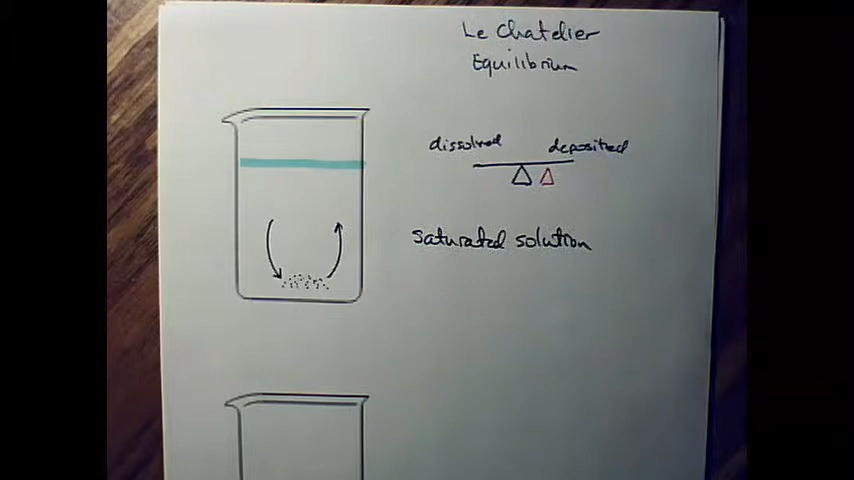 Le Chatelier
Equilibrium
dissolved deposited
saturated solution